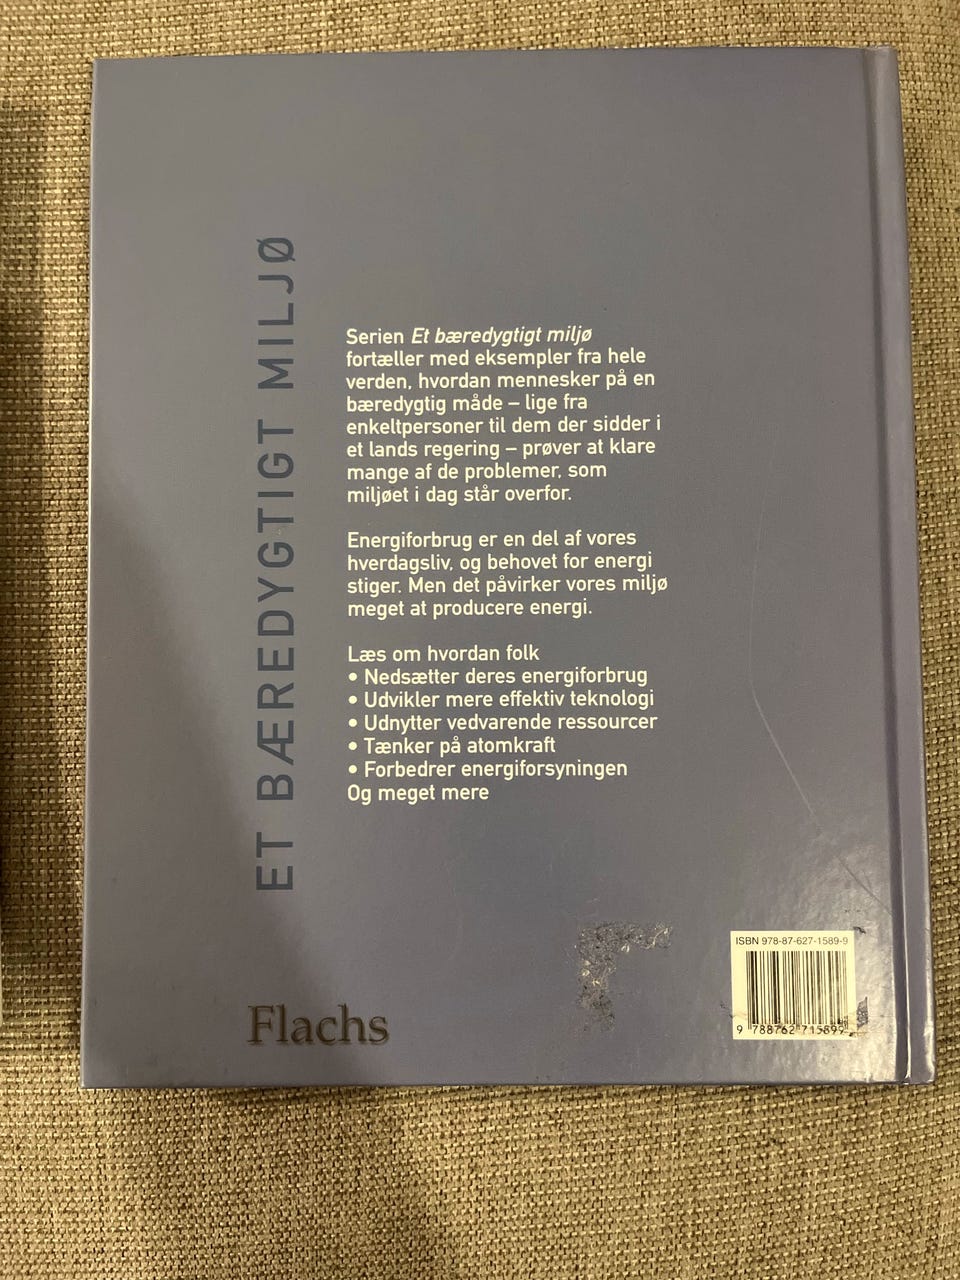 ET BÆREDYGTIGT MILJØ
Serien Et bæredygtigt miljø
fortæller med eksempler fra hele
verden, hvordan mennesker på en
bæredygtig måde – lige fra
enkeltpersoner til dem der sidder i
et lands regering – prøver at klare
mange af de problemer, som
miljøet i dag står overfor.
Energiforbrug er en del af vores
hverdagsliv, og behovet for energi
stiger. Men det påvirker vores miljø
meget at producere energi.
Læs om hvordan folk
• Nedsætter deres energiforbrug
• Udvikler mere effektiv teknologi
• Udnytter vedvarende ressourcer
• Tænker på atomkraft
• Forbedrer energiforsyningen
Og meget mere
ISBN 978-87-627-1589-9
9 788762 715899
Flachs